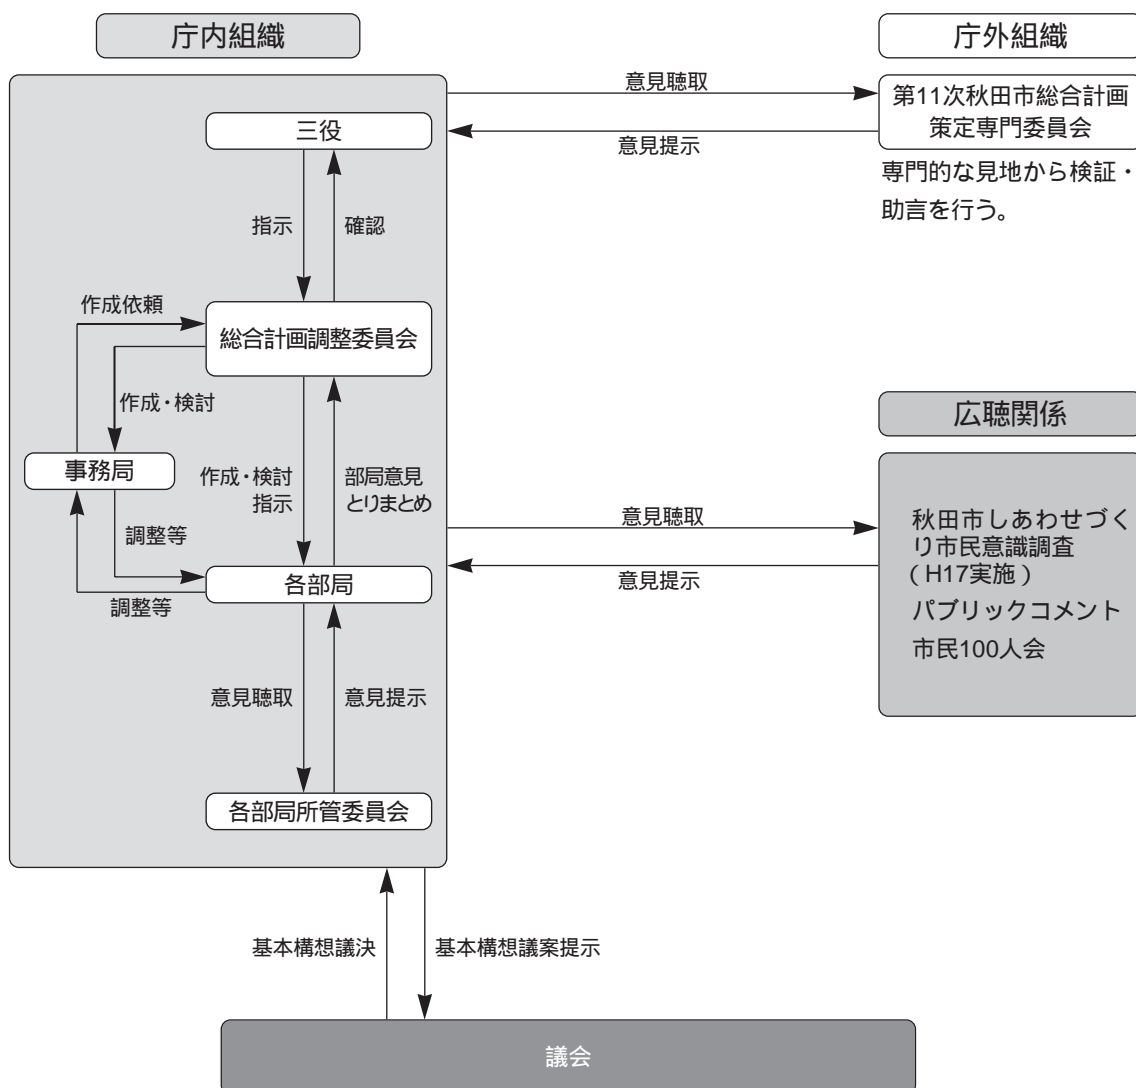 庁内組織
庁外組織
意見聴取
第11次秋田市総合計画
策定専門委員会
三役
意見提示
専門的な見地から検証・
助言を行う。
指示
確認
作成依頼
総合計画調整委員会
作成・検討
広聴関係
事務局
作成・検討
指示
部局意見
とりまとめ
意見聴取
秋田市しあわせづく
り市民意識調査
(H17実施)
パブリックコメント
市民100人会
調整等
意見提示
各部局
調整等
意見聴取
意見提示
各部局所管委員会
基本構想議決
基本構想議案提示
議会